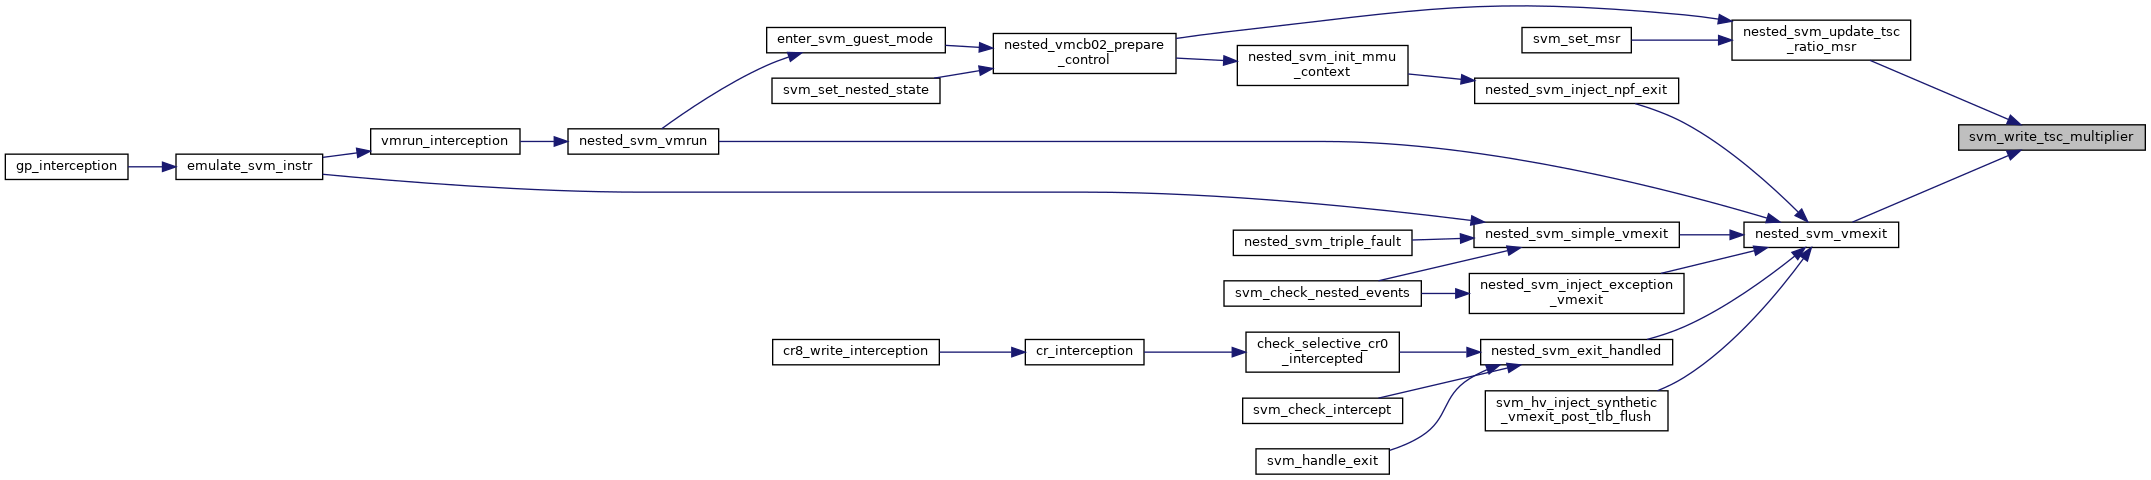 enter_svm_guest_mode
nested_vmcb02_prepare
_control
nested_svm_init_mmu
_context
svm_set_msr
nested_svm_update_tsc
_ratio_msr
svm_set_nested_state
nested_svm_inject_npf_exit
svm_write_tsc_multiplier
gp_interception
emulate_svm_instr
vmrun_interception
nested_svm_vmrun
nested_svm_triple_fault
nested_svm_simple_vmexit
nested_svm_vmexit
svm_check_nested_events
nested_svm_inject_exception
_vmexit
cr8_write_interception
cr_interception
check_selective_cr0
_intercepted
nested_svm_exit_handled
svm_check_intercept
svm_hv_inject_synthetic
_vmexit_post_tlb_flush
svm_handle_exit